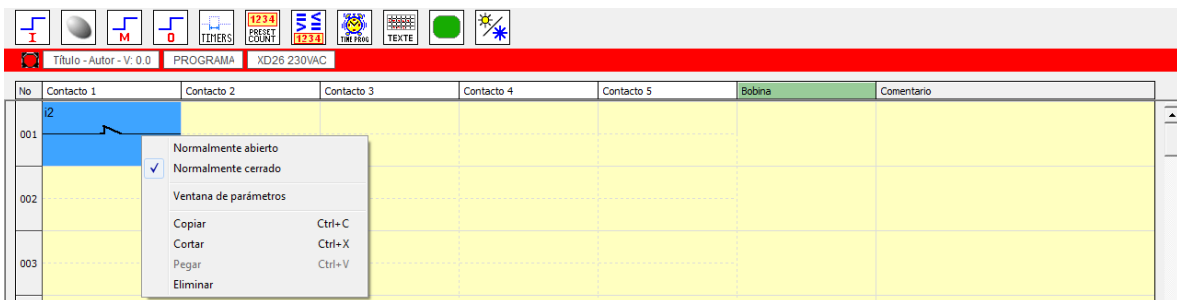 I
M
O
TIMERS
1234
PRESET
COUNT
1234
TIME PROG
TEXTE
Título - Autor - V: 0.0
PROGRAMA
XD26 230VAC
No Contacto 1 Contacto 2 Contacto 3 Contacto 4 Contacto 5 Bobina Comentario
i2
001
Normalmente abierto
Normalmente cerrado
002
Ventana de parámetros
Copiar Ctrl+C
Cortar Ctrl+X
003
Pegar Ctrl+V
Eliminar